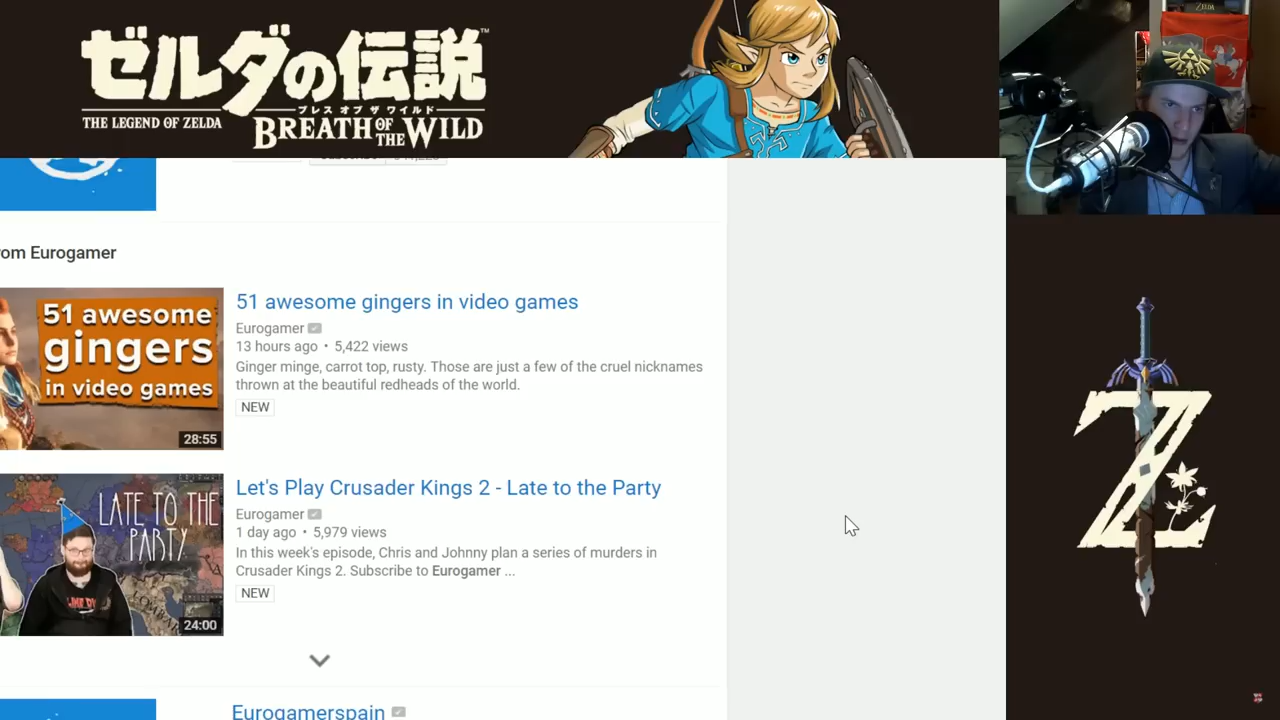 ゼルダの伝説™
ブレス オブ ザ ワイルド
THE LEGEND OF ZELDA
BREATH OF THE WILD
om Eurogamer
51 awesome
gingers
in video games
28:55
51 awesome gingers in video games
Eurogamer
13 hours ago • 5,422 views
Ginger minge, carrot top, rusty. Those are just a few of the cruel nicknames
thrown at the beautiful redheads of the world.
NEW
LATE TO THE
PARTY
24:00
Let's Play Crusader Kings 2 - Late to the Party
Eurogamer
1 day ago • 5,979 views
In this week's episode, Chris and Johnny plan a series of murders in
Crusader Kings 2. Subscribe to Eurogamer ...
NEW
Eurogamerspain
Z